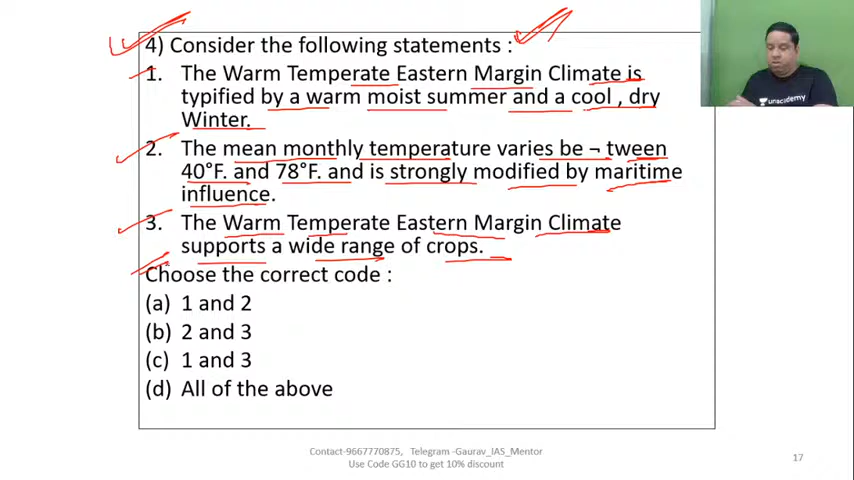 4) Consider the following statements :
1. The Warm Temperate Eastern Margin Climate is
typified by a warm moist summer and a cool , dry
Winter.
2. The mean monthly temperature varies be ¬ tween
40°F. and 78°F. and is strongly modified by maritime
influence.
3. The Warm Temperate Eastern Margin Climate
supports a wide range of crops.
Choose the correct code :
(a) 1 and 2
(b) 2 and 3
(c) 1 and 3
(d) All of the above
unacademy
Contact-9667770875, Telegram -Gaurav_IAS_Mentor
Use Code GG10 to get 10% discount
17